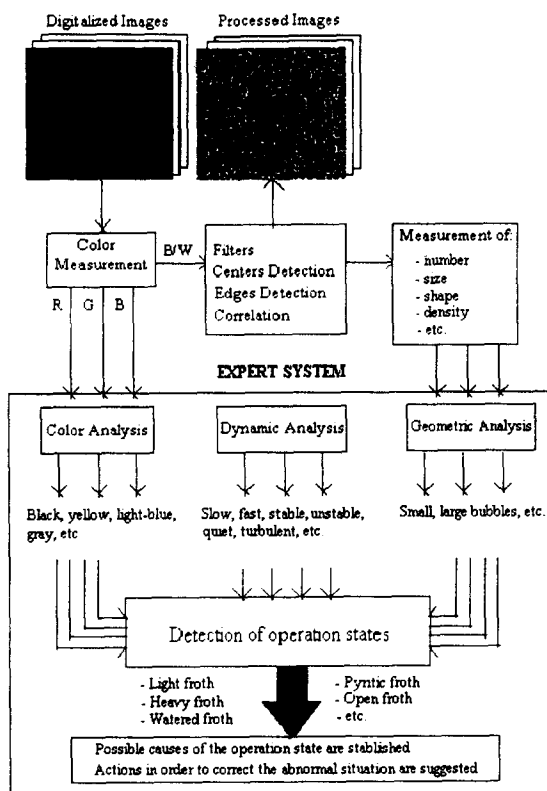 Digitalized Images
Processed Images
Color
Measurement
B/W
R G B
Filters
Centers Detection
Edges Detection
Correlation
Measurement of:
- number
- size
- shape
- density
- etc.
EXPERT SYSTEM
Color Analysis
Dynamic Analysis
Geometric Analysis
Black, yellow, light-blue,
gray, etc
Slow, fast, stable, unstable,
quiet, turbulent, etc.
Small, large bubbles, etc.
Detection of operation states
- Light froth
- Heavy froth
- Watered froth
- Pyritic froth
- Open froth
- etc.
Possible causes of the operation state are stablished
Actions in order to correct the abnormal situation are suggested